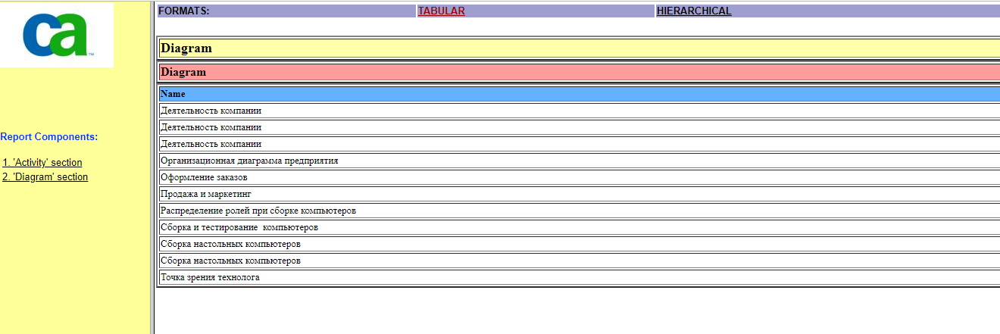 ca™
FORMATS: TABULAR HIERARCHICAL
Report Components:
1. 'Activity' section
2. 'Diagram' section
Diagram
Diagram
Name
Деятельность компании
Деятельность компании
Деятельность компании
Организационная диаграмма предприятия
Оформление заказов
Продажа и маркетинг
Распределение ролей при сборке компьютеров
Сборка и тестирование  компьютеров
Сборка настольных компьютеров
Сборка настольных компьютеров
Точка зрения технолога